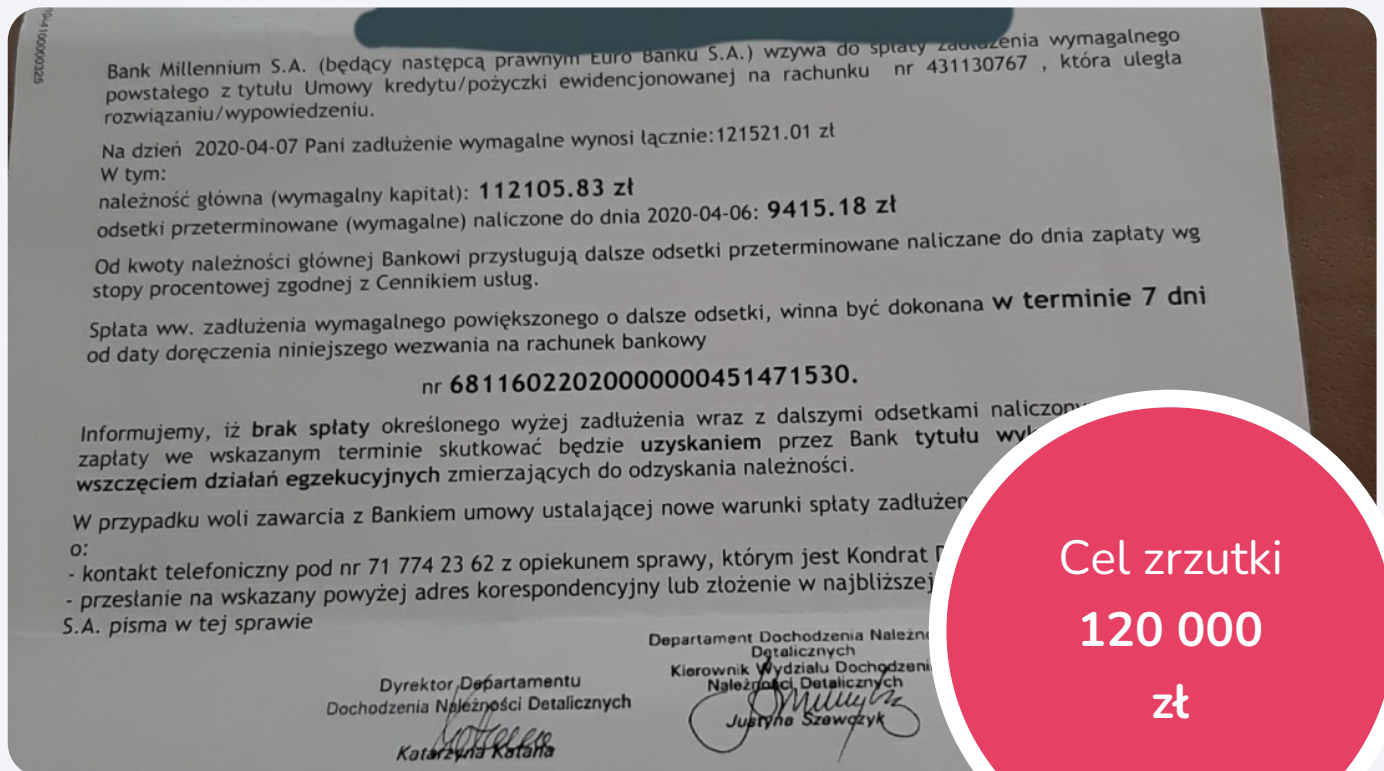 Bank Millennium S.A. (będący następcą prawnym Euro Banku S.A.) wzywa do spłaty zadłużenia wymagalnego
powstałego z tytułu Umowy kredytu/pożyczki ewidencjonowanej na rachunku nr 431130767 , która uległa
rozwiązaniu/wypowiedzeniu.
Na dzień 2020-04-07 Pani zadłużenie wymagalne wynosi łącznie:121521.01 zł
W tym:
należność główna (wymagalny kapitał): 112105.83 zł
odsetki przeterminowane (wymagalne) naliczone do dnia 2020-04-06: 9415.18 zł
Od kwoty należności głównej Bankowi przysługują dalsze odsetki przeterminowane naliczane do dnia zapłaty wg
stopy procentowej zgodnej z Cennikiem usług.
Spłata ww. zadłużenia wymagalnego powiększonego o dalsze odsetki, winna być dokonana w terminie 7 dni
od daty doręczenia niniejszego wezwania na rachunek bankowy
nr 68116022020000000451471530.
Informujemy, iż brak spłaty określonego wyżej zadłużenia wraz z dalszymi odsetkami
zapłaty we wskazanym terminie skutkować będzie uzyskaniem przez Bank tytułu
wszczęciem działań egzekucyjnych zmierzających do odzyskania należności.
W przypadku woli zawarcia z Bankiem umowy ustalającej nowe warunki spłaty
o:
- kontakt telefoniczny pod nr 71 774 23 62 z opiekunem sprawy, którym jest Kondrat
- przesłanie na wskazany powyżej adres korespondencyjny lub złożenie w najbliższej
S.A. pisma w tej sprawie
Departament Dochodzenia
Detalicznych
Kierownik Wydziału Dochodzenia
Należności Detalicznych
Justyna Szewczyk
Dyrektor Departamentu
Dochodzenia Należności Detalicznych
Katarzyna Katana
Cel zrzutki
120 000
zł